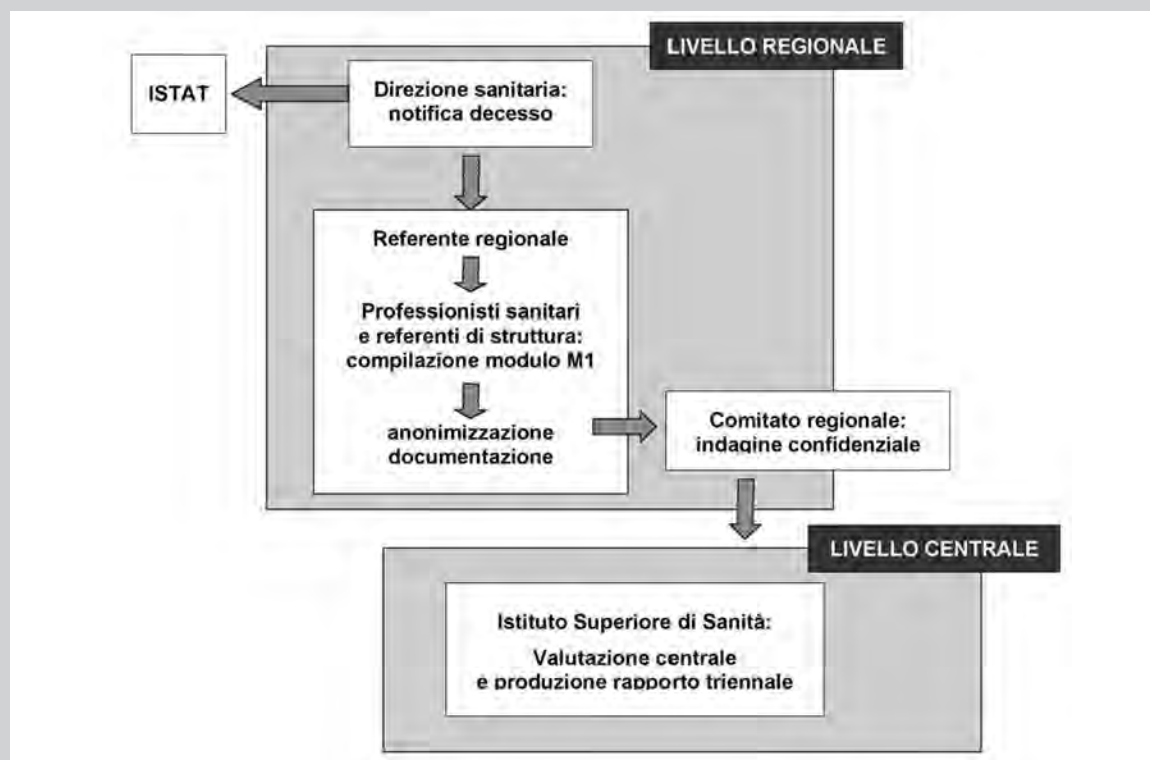 LIVELLO REGIONALE
ISTAT
Direzione sanitaria:
notifica decesso
Referente regionale
Professionisti sanitari
e referenti di struttura:
compilazione modulo M1
anonimizzazione
documentazione
Comitato regionale:
indagine confidenziale
LIVELLO CENTRALE
Istituto Superiore di Sanità:
Valutazione centrale
e produzione rapporto triennale